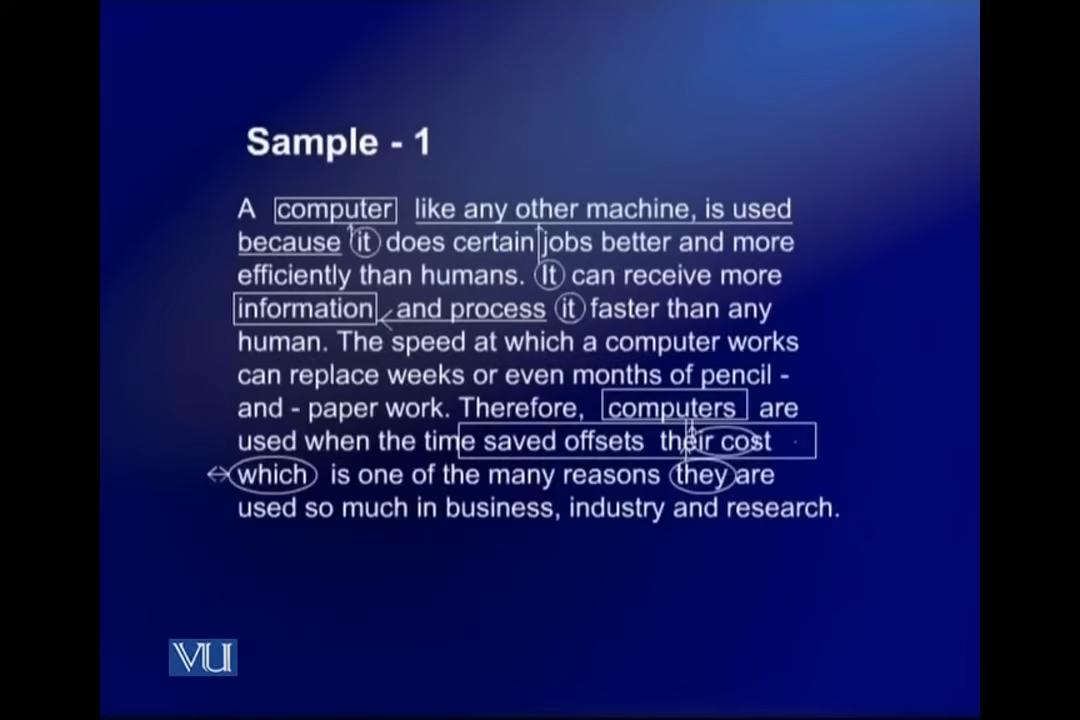 Sample - 1
A computer like any other machine, is used
because it does certain jobs better and more
efficiently than humans. It can receive more
information and process it faster than any
human. The speed at which a computer works
can replace weeks or even months of pencil -
and - paper work. Therefore, computers are
used when the time saved offsets their cost
which is one of the many reasons they are
used so much in business, industry and research.
VU